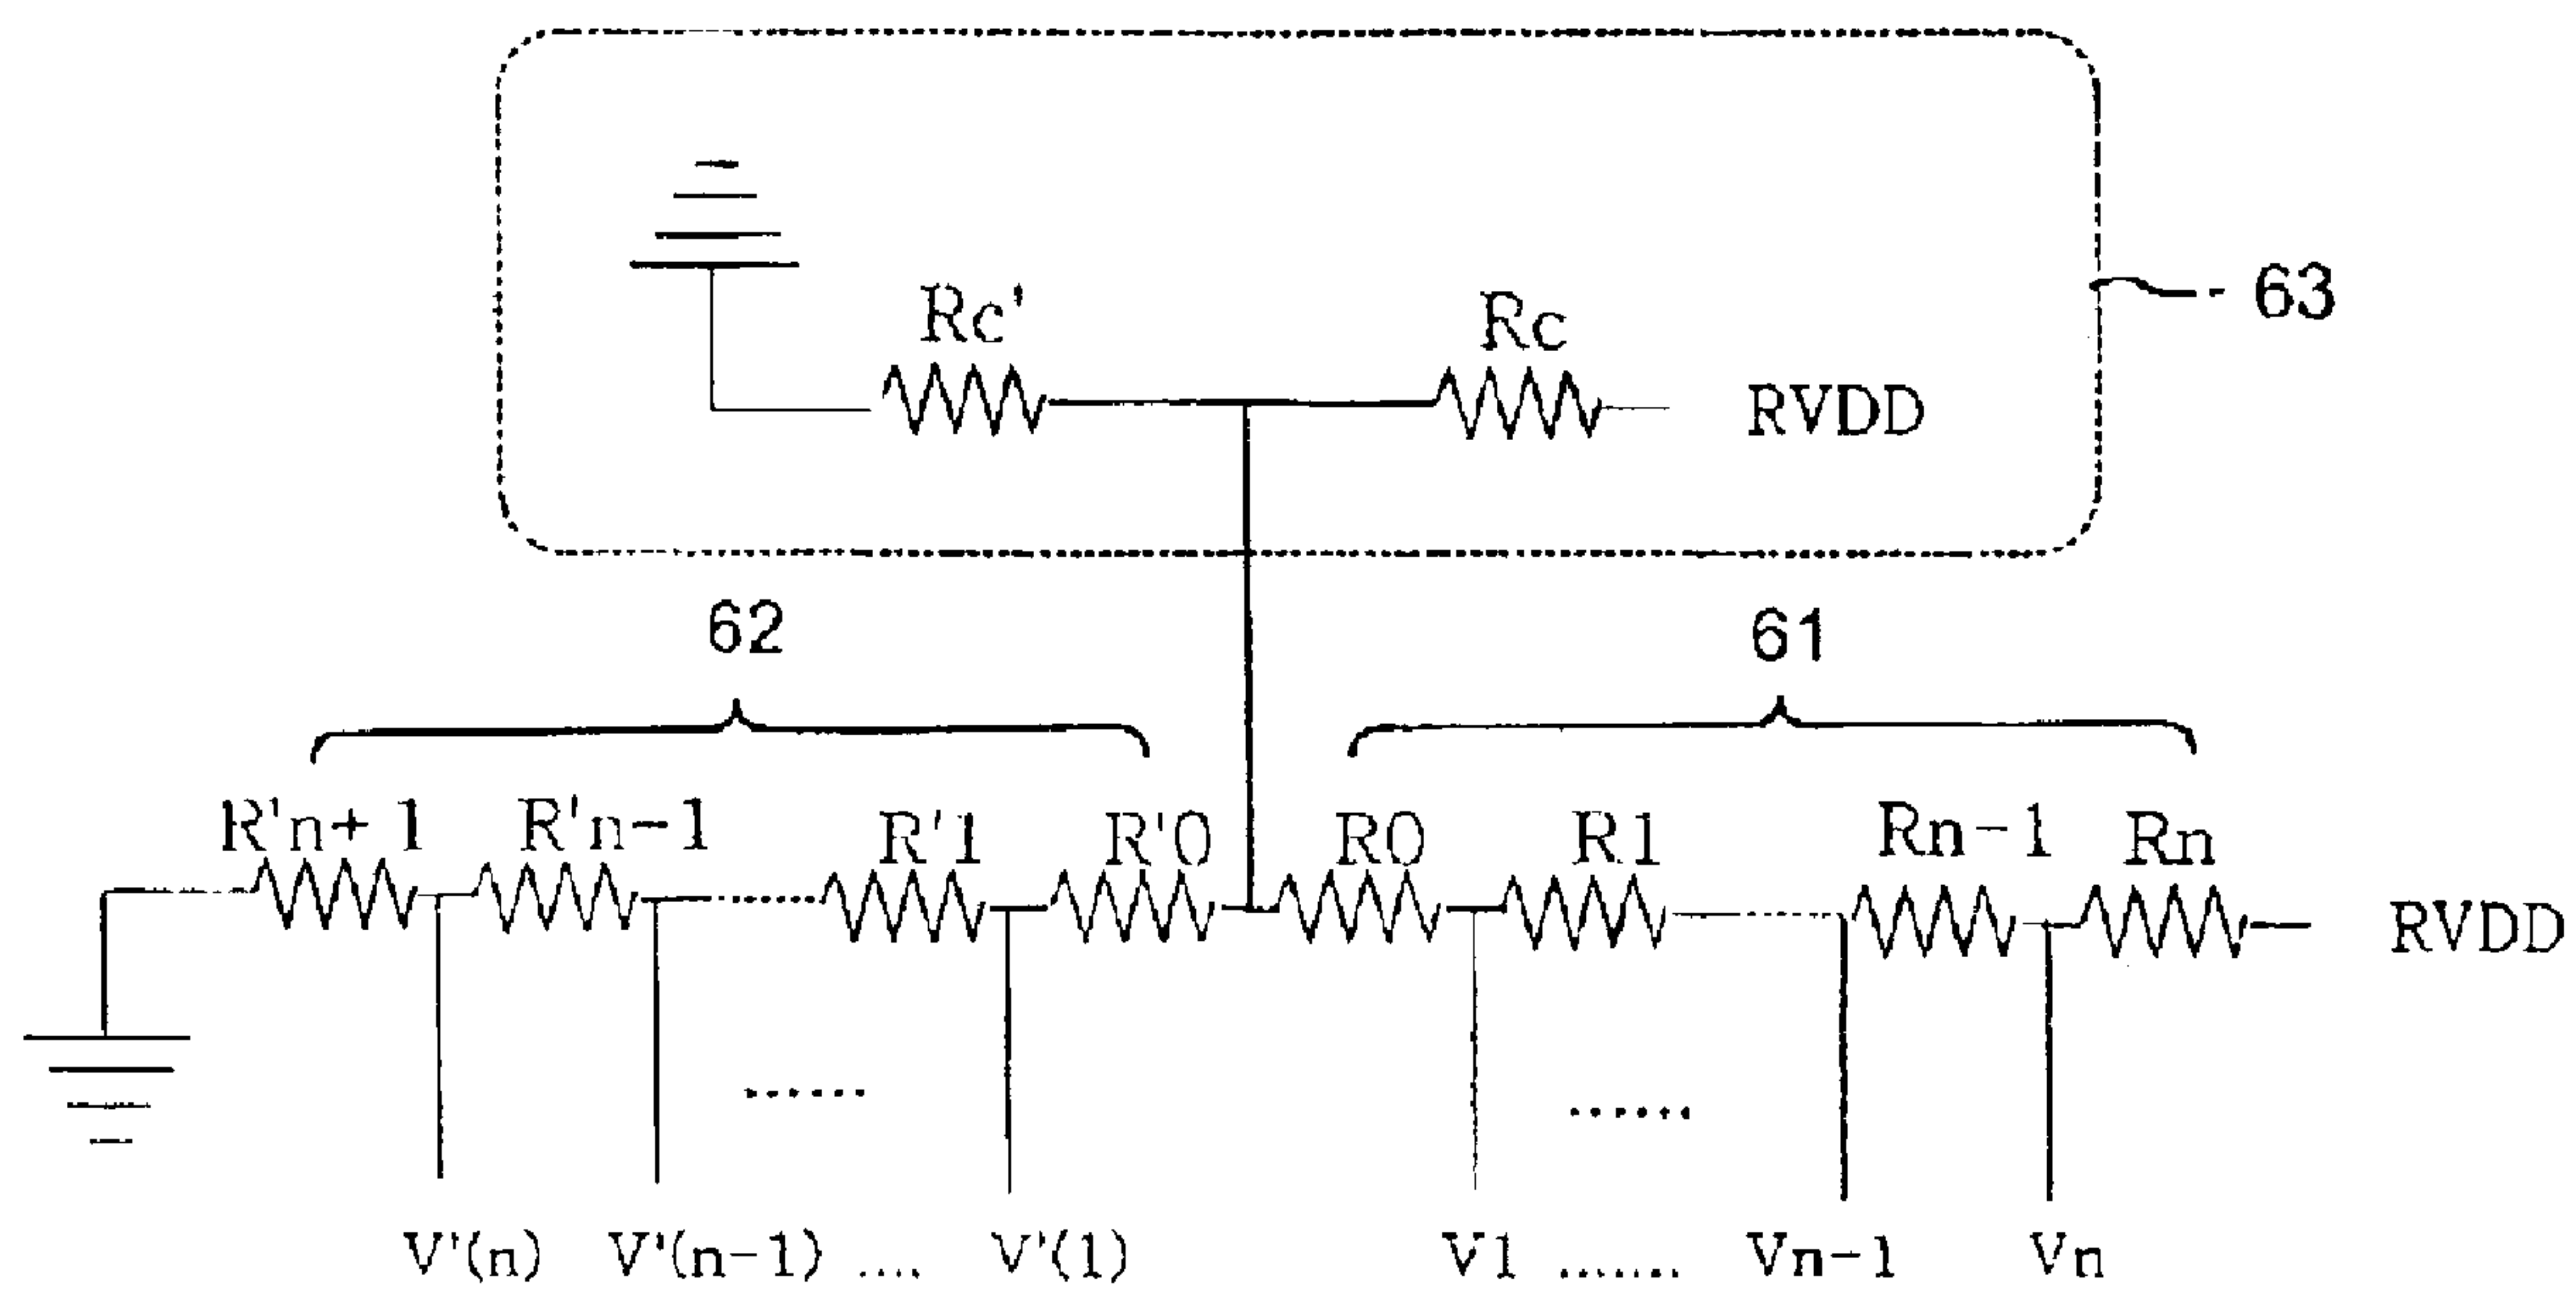 Rc' Rc RVDD 63
62 61
R'n+1 R'n-1 R'1 R'0 R0 R1 Rn-1 Rn
RVDD
V'(n) V'(n-1) .... V'(1) V1 ....... Vn-1 Vn